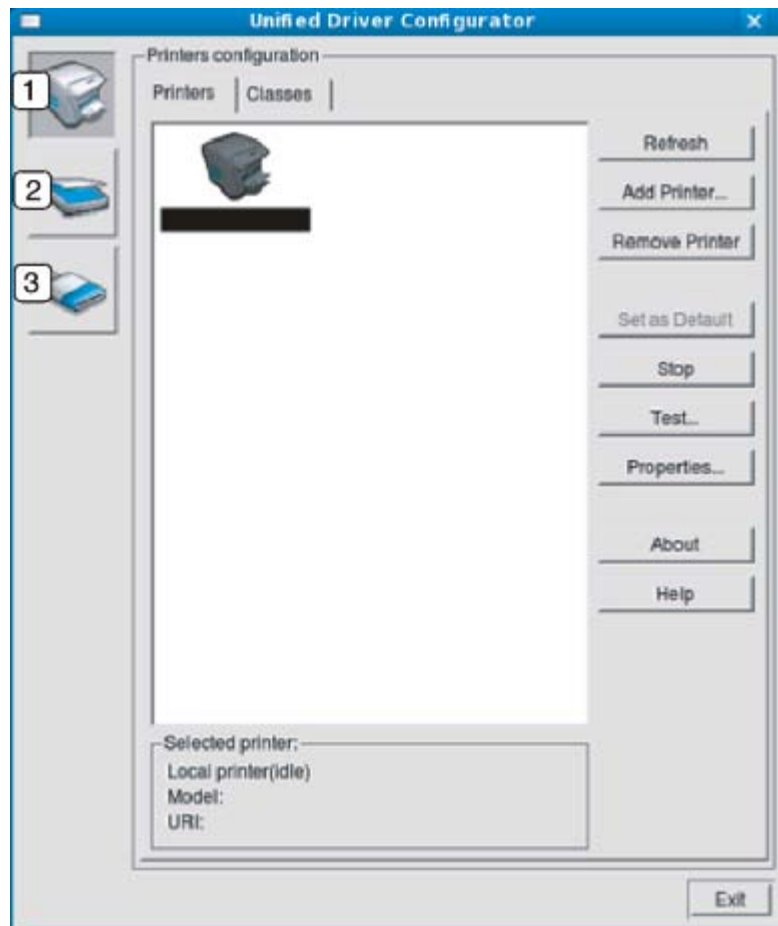 Unified Driver Configurator
1
2
3
Printers configuration
Printers
Classes
Refresh
Add Printer...
Remove Printer
Set as Default
Stop
Test...
Properties...
About
Help
Selected printer:
Local printer(idle)
Model:
URI:
Exit